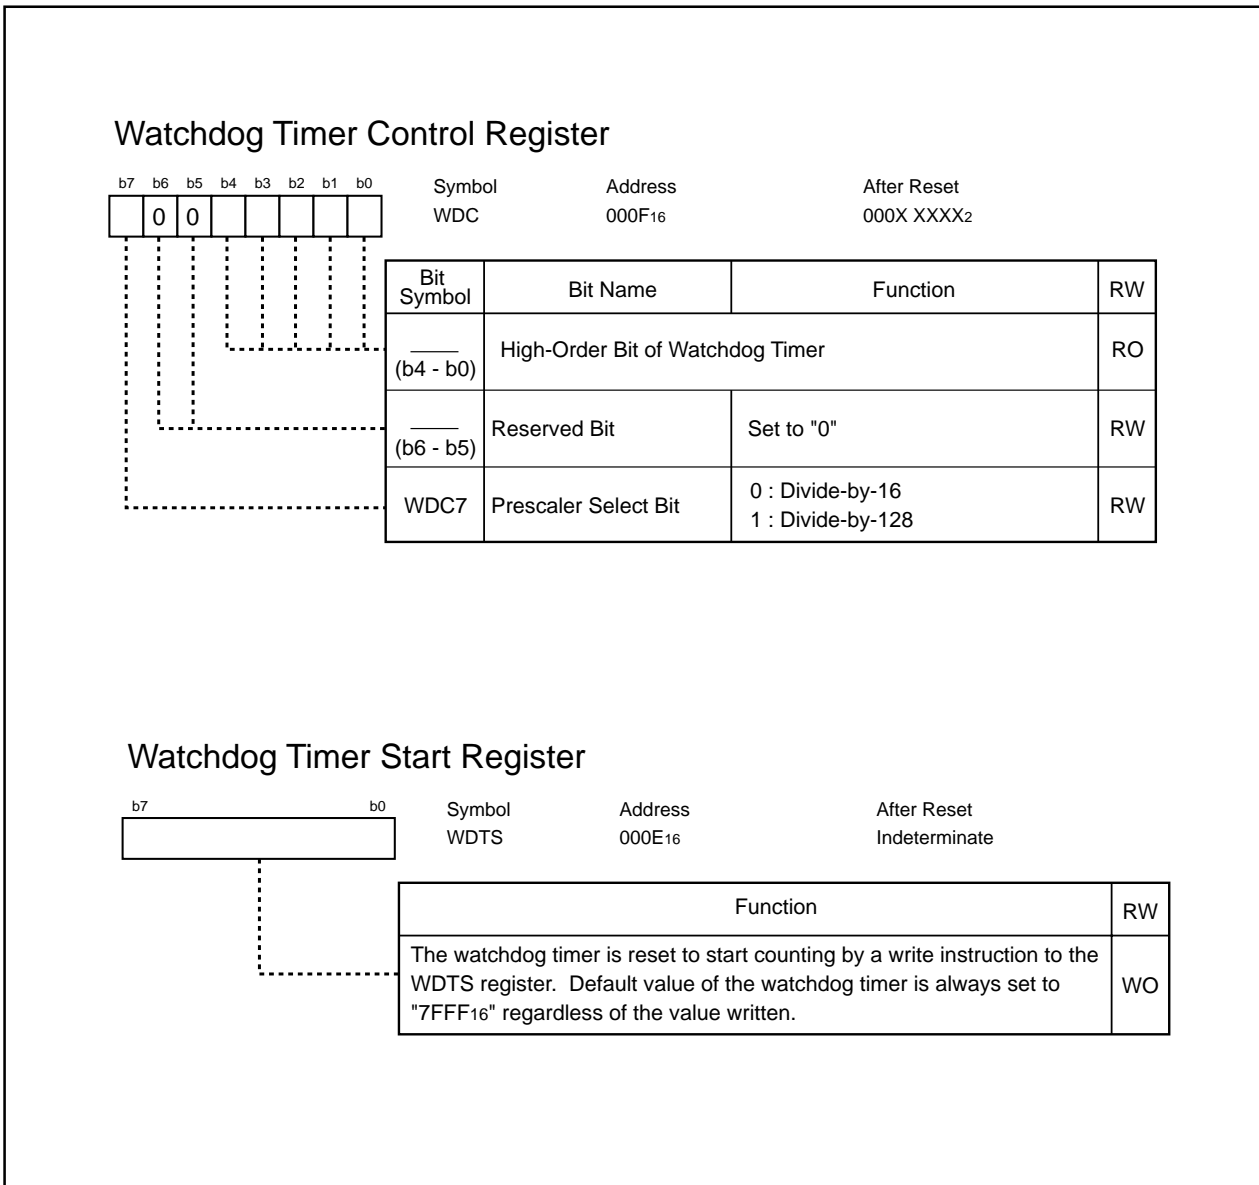 Watchdog Timer Control Register
b7 b6 b5 b4 b3 b2 b1 b0
0 0
Symbol Address After Reset
WDC 000F16 000X XXXX2
Bit Symbol Bit Name Function RW
(b4 - b0) High-Order Bit of Watchdog Timer RO
(b6 - b5) Reserved Bit Set to "0" RW
WDC7 Prescaler Select Bit 0 : Divide-by-16 RW
1 : Divide-by-128
Watchdog Timer Start Register
b7 b0
Symbol Address After Reset
WDTS 000E16 Indeterminate
Function RW
The watchdog timer is reset to start counting by a write instruction to the
WDTS register. Default value of the watchdog timer is always set to WO
"7FFF16" regardless of the value written.